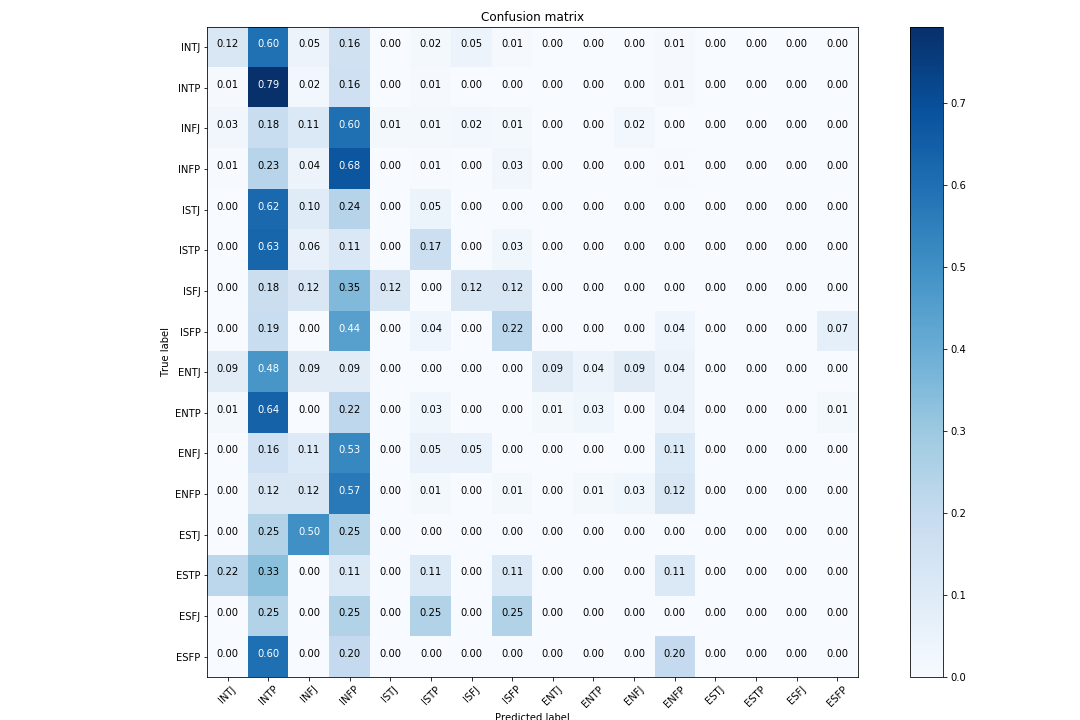 Confusion matrix
INTJ 0.12 0.60 0.05 0.16 0.00 0.02 0.05 0.01 0.00 0.00 0.00 0.01 0.00 0.00 0.00 0.00
INTP 0.01 0.79 0.02 0.16 0.00 0.01 0.00 0.00 0.00 0.00 0.00 0.01 0.00 0.00 0.00 0.00
INFJ 0.03 0.18 0.11 0.60 0.01 0.01 0.02 0.01 0.00 0.00 0.02 0.00 0.00 0.00 0.00 0.00
INFP 0.01 0.23 0.04 0.68 0.00 0.01 0.00 0.03 0.00 0.00 0.00 0.01 0.00 0.00 0.00 0.00
ISTJ 0.00 0.62 0.10 0.24 0.00 0.05 0.00 0.00 0.00 0.00 0.00 0.00 0.00 0.00 0.00 0.00
ISTP 0.00 0.63 0.06 0.11 0.00 0.17 0.00 0.03 0.00 0.00 0.00 0.00 0.00 0.00 0.00 0.00
ISFJ 0.00 0.18 0.12 0.35 0.12 0.00 0.12 0.12 0.00 0.00 0.00 0.00 0.00 0.00 0.00 0.00
ISFP 0.00 0.19 0.00 0.44 0.00 0.04 0.00 0.22 0.00 0.00 0.00 0.04 0.00 0.00 0.00 0.07
ENTJ 0.09 0.48 0.09 0.09 0.00 0.00 0.00 0.00 0.09 0.04 0.09 0.04 0.00 0.00 0.00 0.00
ENTP 0.01 0.64 0.00 0.22 0.00 0.03 0.00 0.00 0.01 0.03 0.00 0.04 0.00 0.00 0.00 0.01
ENFJ 0.00 0.16 0.11 0.53 0.00 0.05 0.05 0.00 0.00 0.00 0.00 0.11 0.00 0.00 0.00 0.00
ENFP 0.00 0.12 0.12 0.57 0.00 0.01 0.00 0.01 0.00 0.01 0.03 0.12 0.00 0.00 0.00 0.00
ESTJ 0.00 0.25 0.50 0.25 0.00 0.00 0.00 0.00 0.00 0.00 0.00 0.00 0.00 0.00 0.00 0.00
ESTP 0.22 0.33 0.00 0.11 0.00 0.11 0.00 0.11 0.00 0.00 0.00 0.11 0.00 0.00 0.00 0.00
ESFJ 0.00 0.25 0.00 0.25 0.00 0.25 0.00 0.25 0.00 0.00 0.00 0.00 0.00 0.00 0.00 0.00
ESFP 0.00 0.60 0.00 0.20 0.00 0.00 0.00 0.00 0.00 0.00 0.00 0.20 0.00 0.00 0.00 0.00
True label
INTJ INTP INFJ INFP ISTJ ISTP ISFJ ISFP ENTJ ENTP ENFJ ENFP ESTJ ESTP ESFJ ESFP
Predicted label
0.7
0.6
0.5
0.4
0.3
0.2
0.1
0.0